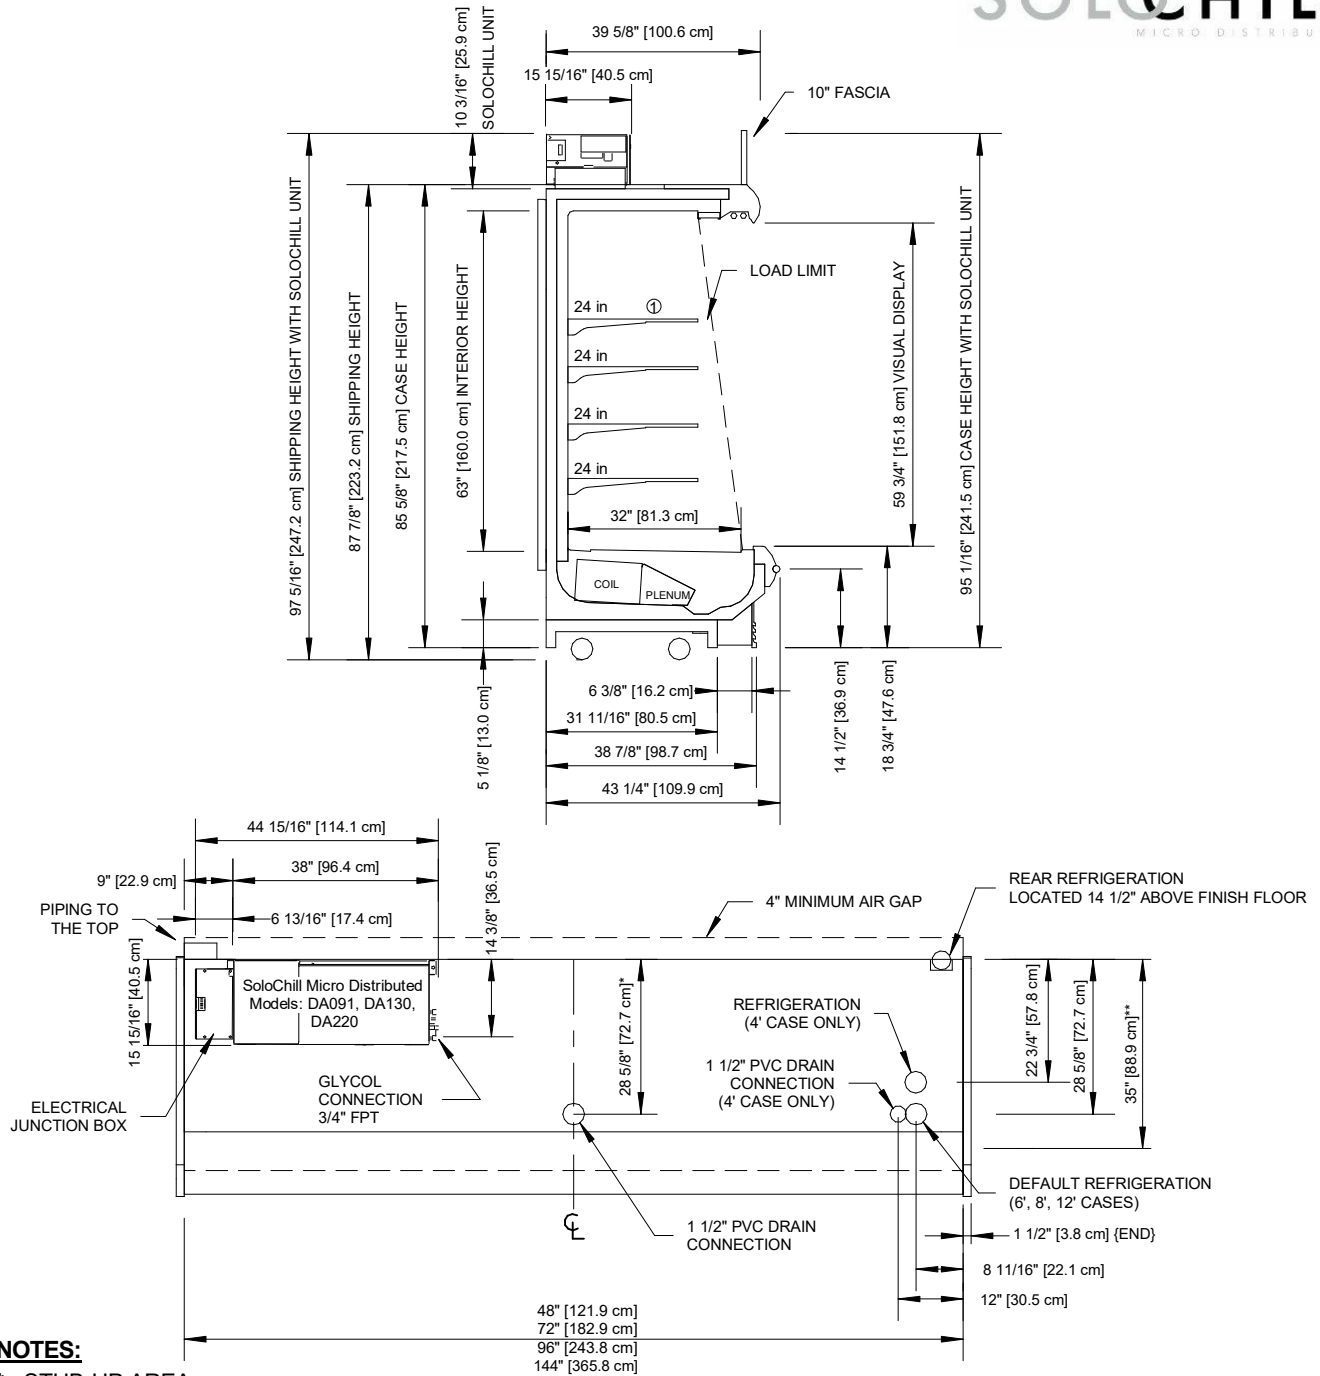 SOLOCHIL
MICRO DISTRIBU
39 5/8" [100.6 cm]
15 15/16" [40.5 cm]
10 3/16" [25.9 cm]
SOLOCHILL UNIT
10" FASCIA
97 5/16" [247.2 cm] SHIPPING HEIGHT WITH SOLOCHILL UNIT
87 7/8" [223.2 cm] SHIPPING HEIGHT
85 5/8" [217.5 cm] CASE HEIGHT
63" [160.0 cm] INTERIOR HEIGHT
LOAD LIMIT
24 in
1
24 in
24 in
24 in
59 3/4" [151.8 cm] VISUAL DISPLAY
95 1/16" [241.5 cm] CASE HEIGHT WITH SOLOCHILL UNIT
32" [81.3 cm]
COIL
PLENUM
5 1/8" [13.0 cm]
6 3/8" [16.2 cm]
31 11/16" [80.5 cm]
38 7/8" [98.7 cm]
43 1/4" [109.9 cm]
14 1/2" [36.9 cm]
18 3/4" [47.6 cm]
44 15/16" [114.1 cm]
9" [22.9 cm]
38" [96.4 cm]
6 13/16" [17.4 cm]
14 3/8" [36.5 cm]
PIPING TO
THE TOP
15 15/16" [40.5 cm]
4" MINIMUM AIR GAP
REAR REFRIGERATION
LOCATED 14 1/2" ABOVE FINISH FLOOR
SoloChill Micro Distributed
Models: DA091, DA130,
DA220
28 5/8" [72.7 cm]*
REFRIGERATION
(4' CASE ONLY)
1 1/2" PVC DRAIN
CONNECTION
(4' CASE ONLY)
22 3/4" [57.8 cm]
28 5/8" [72.7 cm]
35" [88.9 cm]**
GLYCOL
CONNECTION
3/4" FPT
ELECTRICAL
JUNCTION BOX
CL
1 1/2" PVC DRAIN
CONNECTION
DEFAULT REFRIGERATION
(6', 8', 12' CASES)
1 1/2" [3.8 cm] {END}
8 11/16" [22.1 cm]
12" [30.5 cm]
48" [121.9 cm]
72" [182.9 cm]
96" [243.8 cm]
144" [365.8 cm]
NOTES:
* STUB-UP AREA